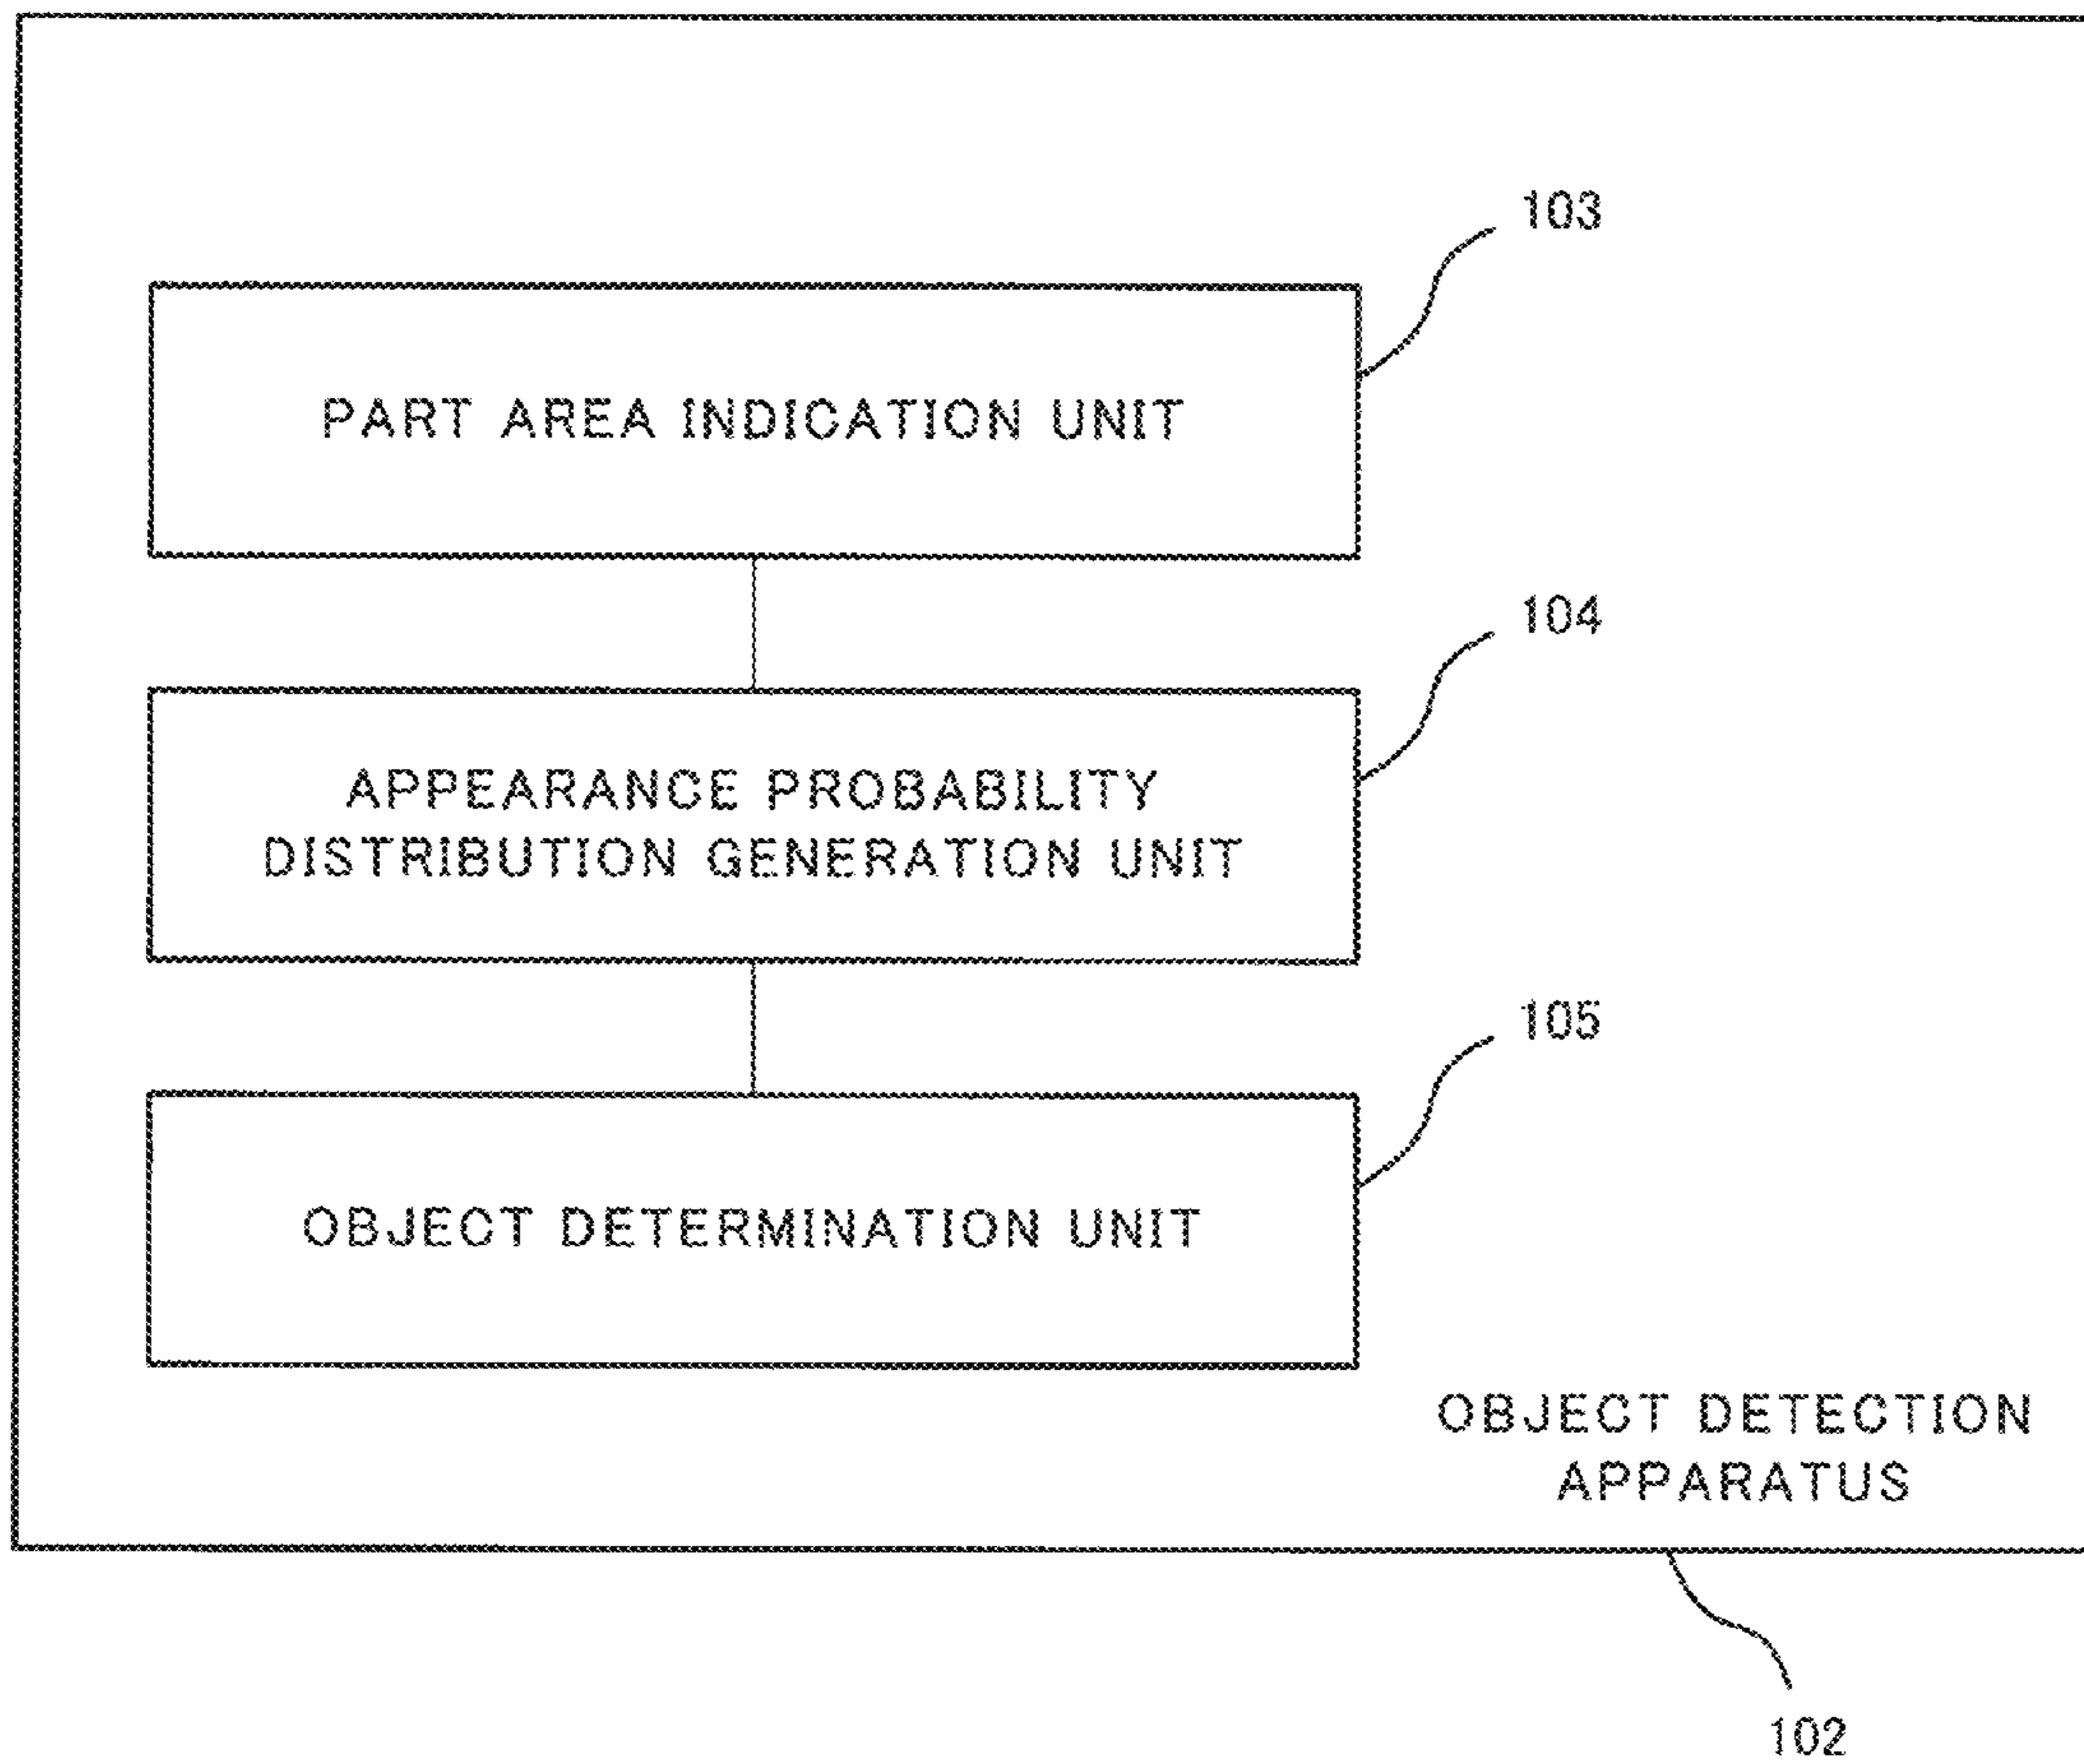 103
PART AREA INDICATION UNIT
104
APPEARANCE PROBABILITY
DISTRIBUTION GENERATION UNIT
105
OBJECT DETERMINATION UNIT
OBJECT DETECTION
APPARATUS
102